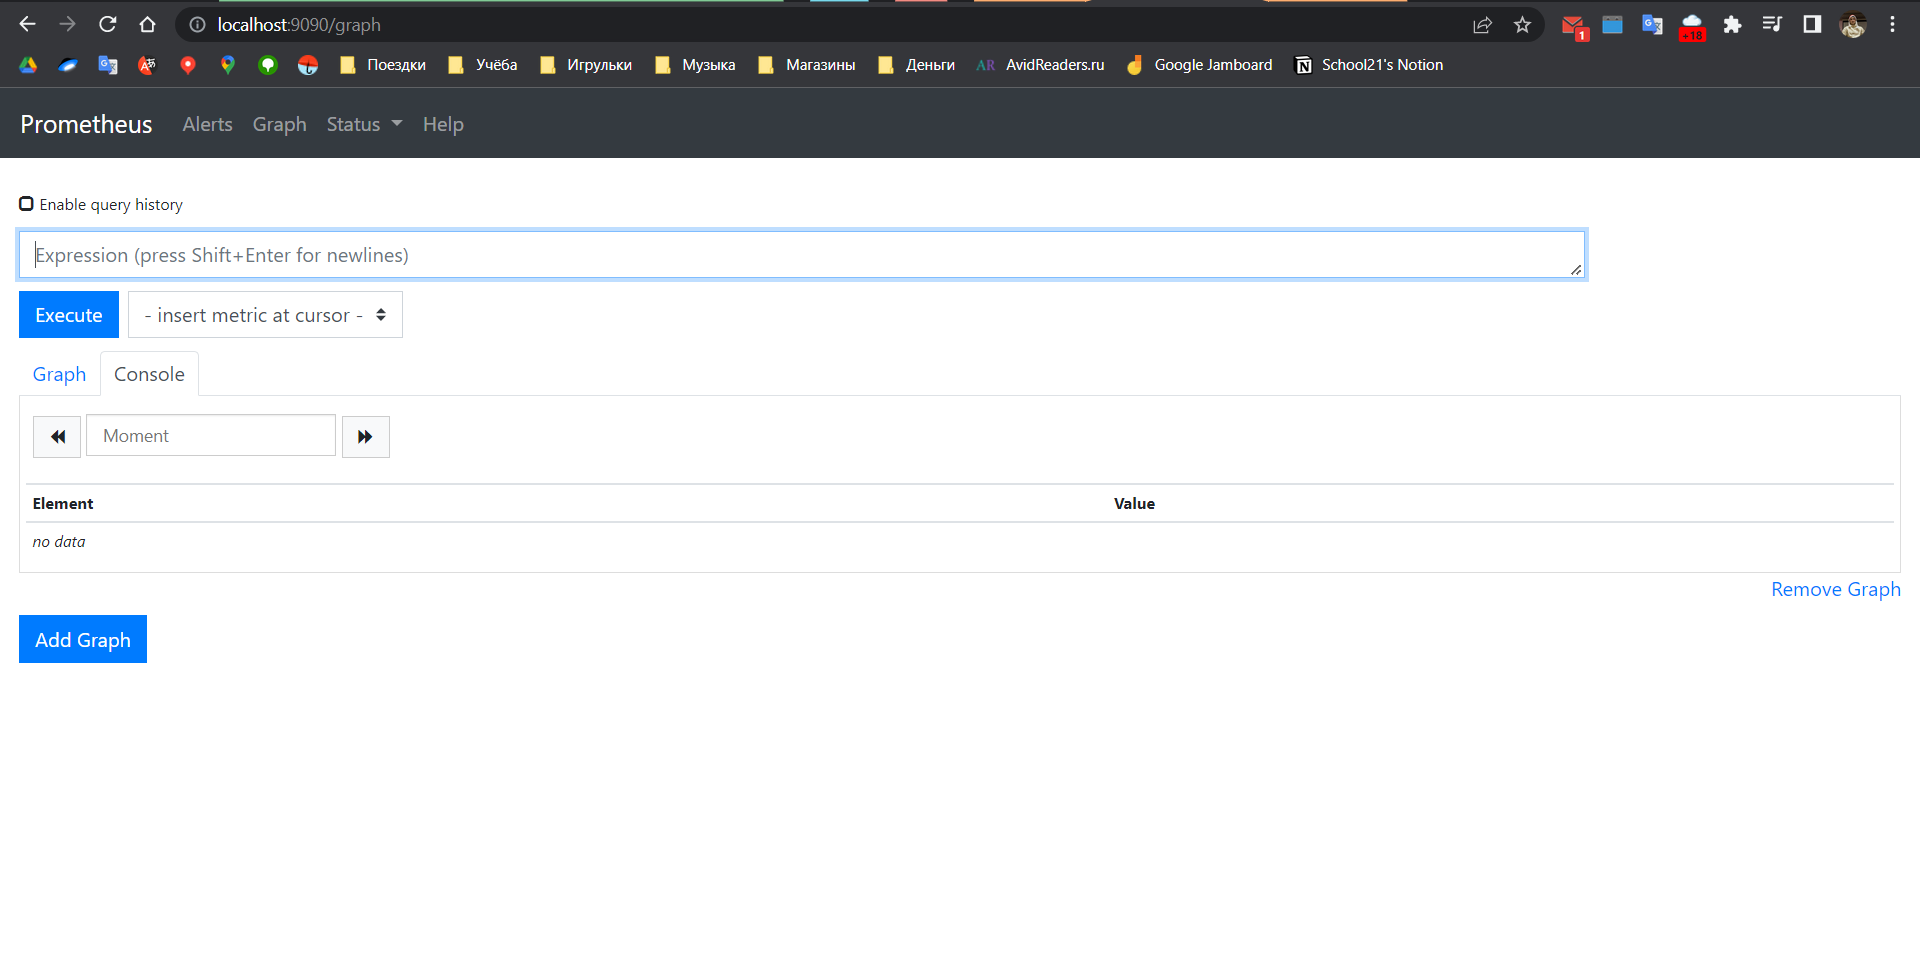 localhost:9090/graph
1
+18
Поездки Учёба Игрульки Музыка Магазины Деньги AR AvidReaders.ru Google Jamboard School21's Notion
Prometheus Alerts Graph Status Help
Enable query history
Expression (press Shift+Enter for newlines)
Execute - insert metric at cursor -
Graph Console
Moment
Element Value
no data
Remove Graph
Add Graph